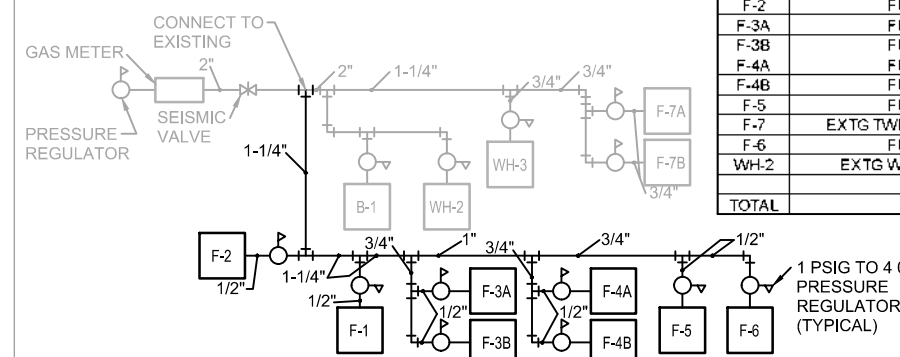 CONNECT TO
EXISTING
GAS METER
2"
2"
1-1/4"
3/4"
3/4"
SEISMIC
VALVE
PRESSURE
REGULATOR
WH-3
F-7A
F-7B
3/4"
B-1
WH-2
1-1/4"
F-2
1/2"
1-1/4"
3/4"
1"
3/4"
3/4"
1/2"
F-1
1/2"
F-3A
F-3B
1/2"
F-4A
F-4B
1/2"
F-5
F-6
1 PSIG TO 4
PRESSURE
REGULATOR
(TYPICAL)
F-2
F-3A
F-3B
F-4A
F-4B
F-5
F-7 EXTG
F-6
WH-2 EXTG
TOTAL